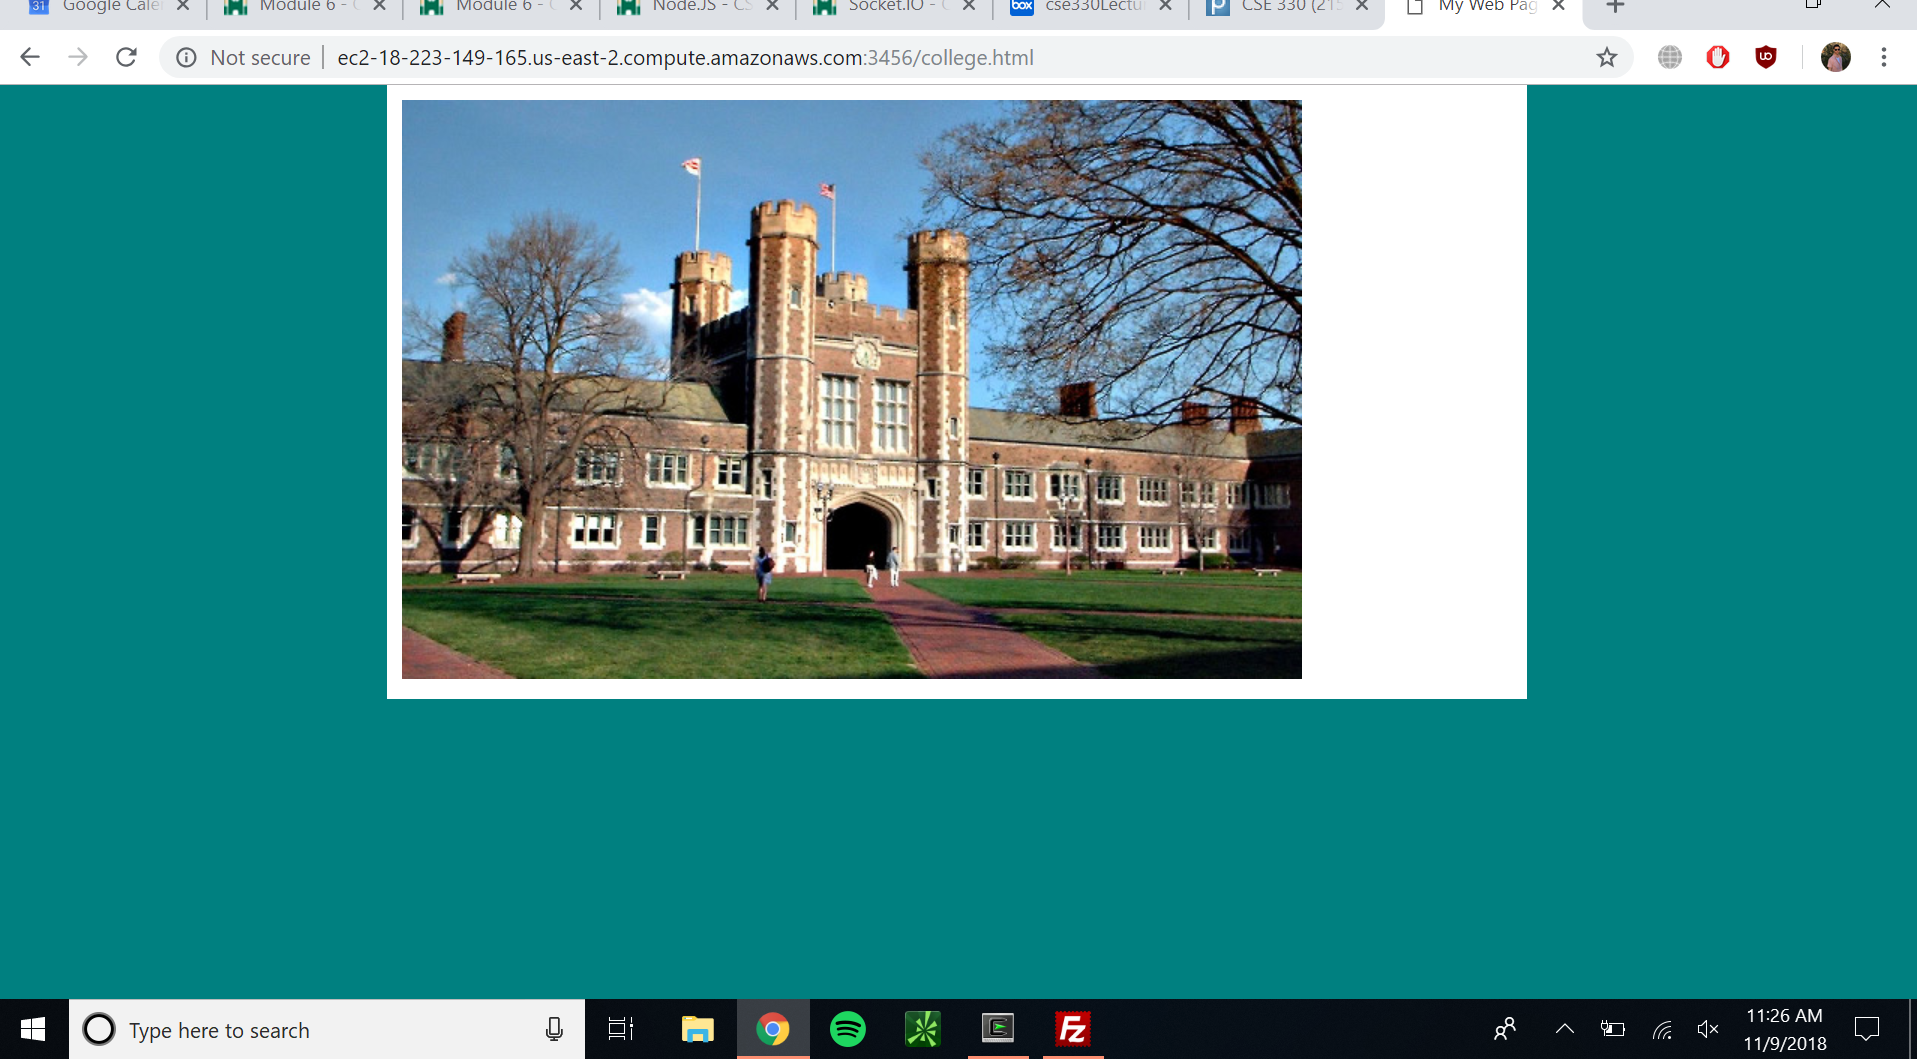 31 Google Cale
Module 6 - C
Module 6 - C
Node.JS - CS
Socket.IO - C
box cse330Lectu
p CSE 330 (215
My Web Pag
Not secure | ec2-18-223-149-165.us-east-2.compute.amazonaws.com:3456/college.html
Type here to search
Fz
11:26 AM
11/9/2018